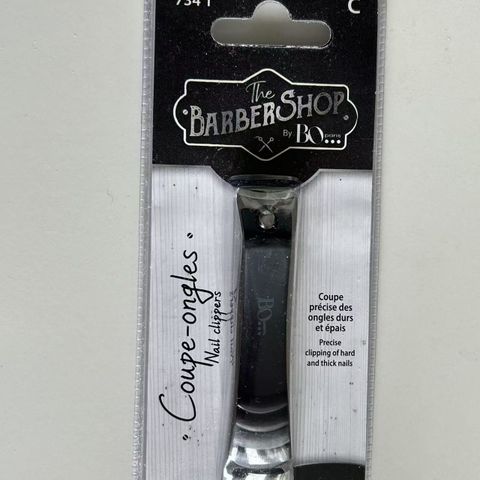 7341
C
The
BARBERSHOP
By BO... paris
Coupe-ongles
Nail clippers
BO...
Coupe
précise des
ongles durs
et épais
Precise
clipping of hard
and thick nails